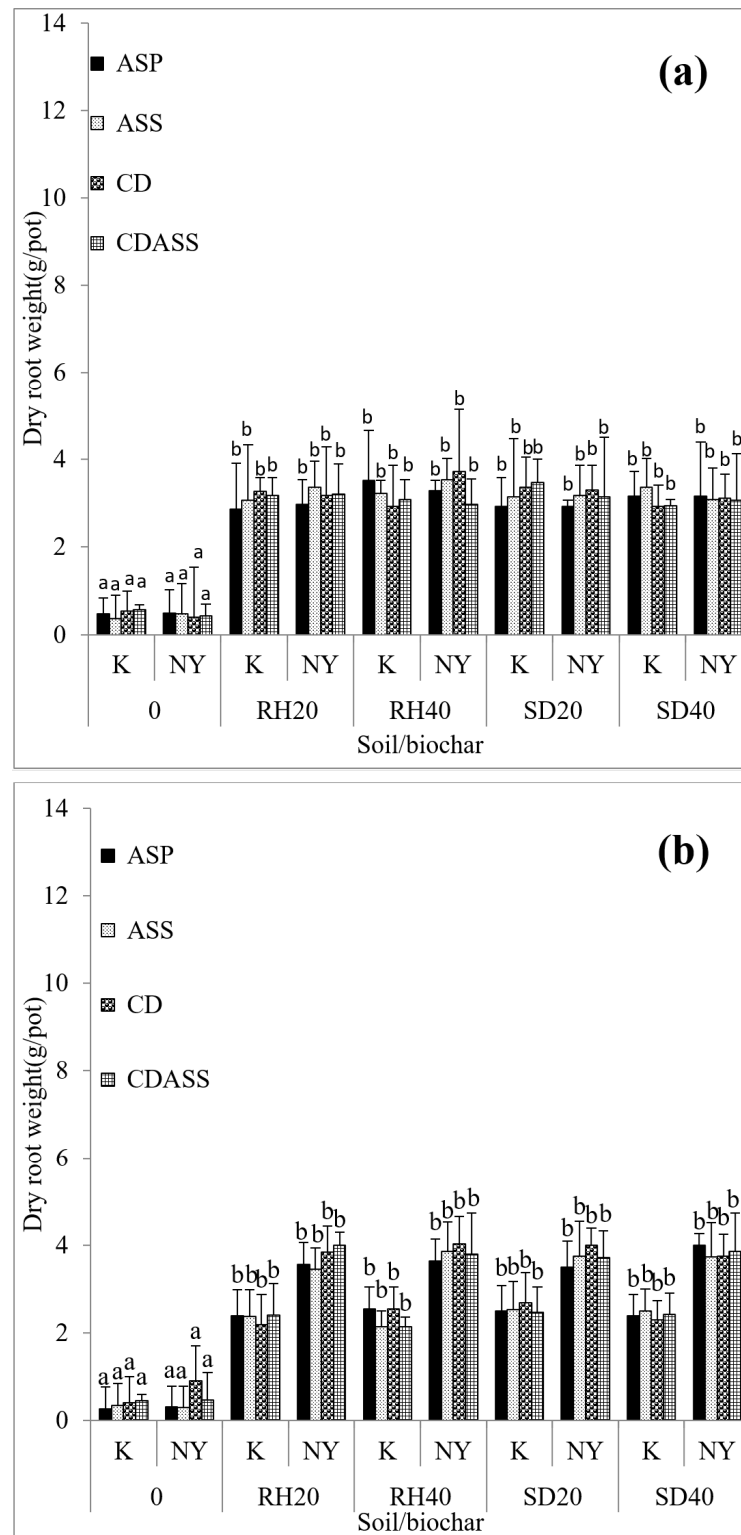 (a)
14
12
10
8
6
4
2
0
Dry root weight(g/pot)
ASP
ASS
CD
CDASS
a a a a a a a a b b b b b b b b b b b b b b b b b b b b b b b b b b b b b b b b
K NY K NY K NY K NY K NY
0 RH20 RH40 SD20 SD40
Soil/biochar
(b)
14
12
10
8
6
4
2
0
Dry root weight(g/pot)
ASP
ASS
CD
CDASS
a a a a a a a a b b b b b b b b b b b b b b b b b b b b b b b b b b b b b b b b
K NY K NY K NY K NY K NY
0 RH20 RH40 SD20 SD40
Soil/biochar